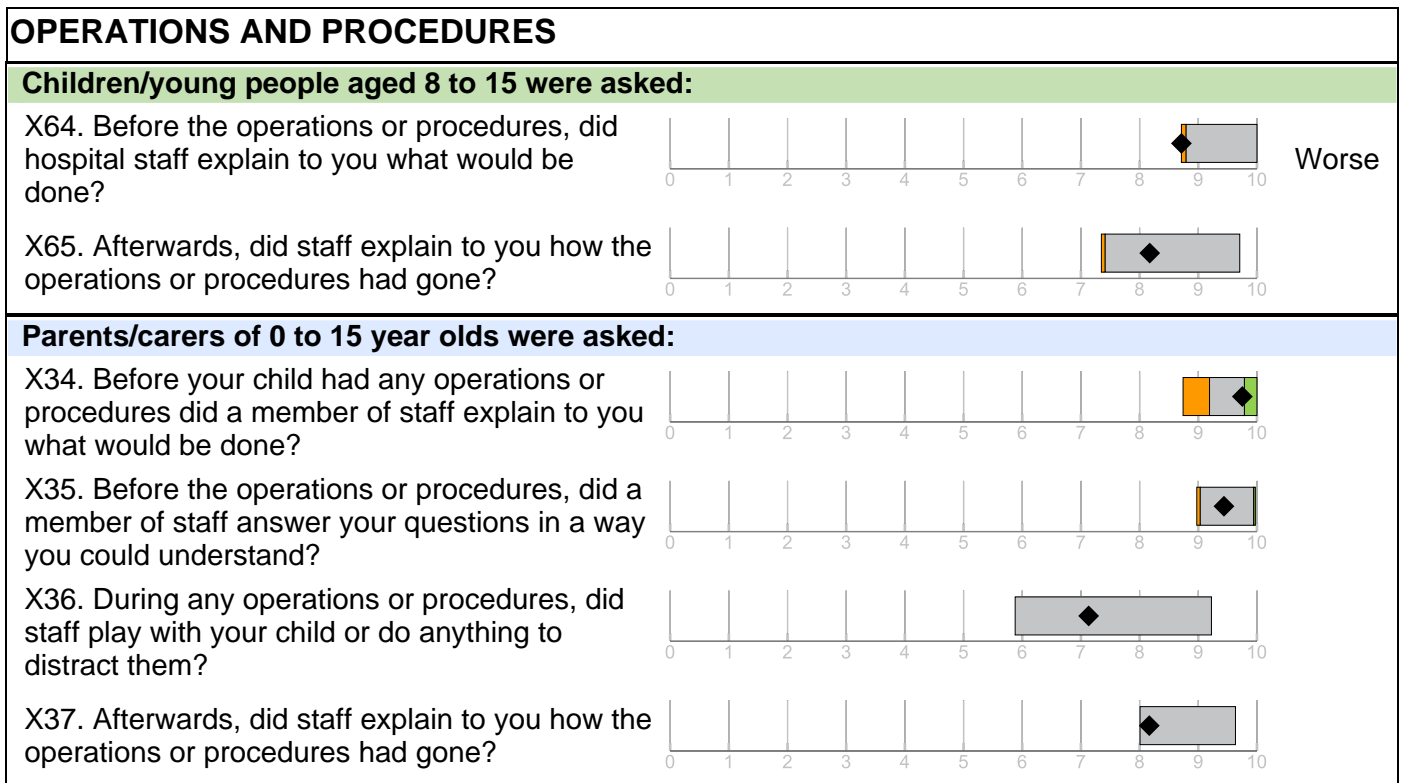 OPERATIONS AND PROCEDURES
Children/young people aged 8 to 15 were asked:
X64. Before the operations or procedures, did
hospital staff explain to you what would be
done?
0 1 2 3 4 5 6 7 8 9 10
Worse
X65. Afterwards, did staff explain to you how the
operations or procedures had gone?
0 1 2 3 4 5 6 7 8 9 10
Parents/carers of 0 to 15 year olds were asked:
X34. Before your child had any operations or
procedures did a member of staff explain to you
what would be done?
0 1 2 3 4 5 6 7 8 9 10
X35. Before the operations or procedures, did a
member of staff answer your questions in a way
you could understand?
0 1 2 3 4 5 6 7 8 9 10
X36. During any operations or procedures, did
staff play with your child or do anything to
distract them?
0 1 2 3 4 5 6 7 8 9 10
X37. Afterwards, did staff explain to you how the
operations or procedures had gone?
0 1 2 3 4 5 6 7 8 9 10